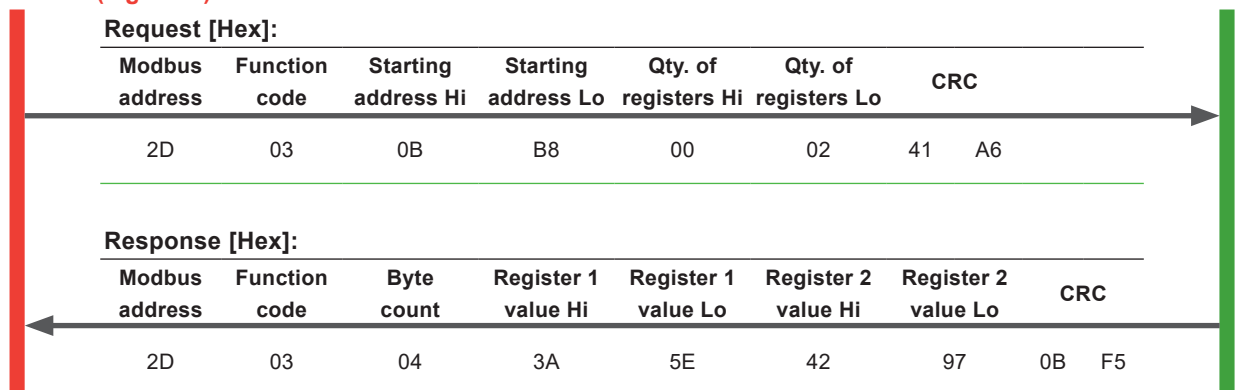 Request [Hex]:
Modbus Function Starting Starting Qty. of Qty. of CRC
address code address Hi address Lo registers Hi registers Lo
2D 03 0B B8 00 02 41 A6
Response [Hex]:
Modbus Function Byte Register 1 Register 1 Register 2 Register 2 CRC
address code count value Hi value Lo value Hi value Lo
2D 03 04 3A 5E 42 97 0B F5